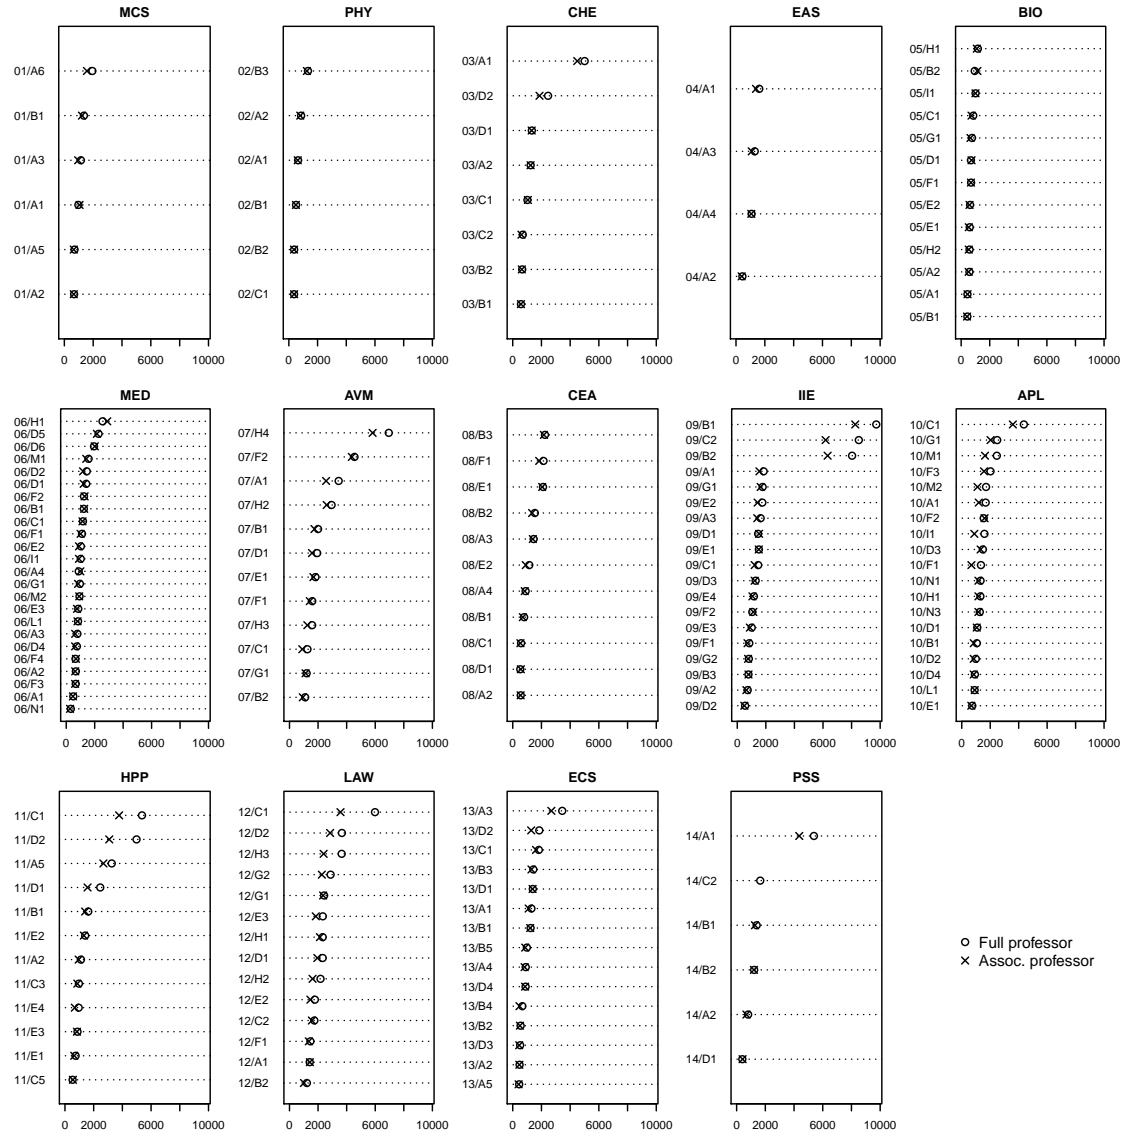 MCS
01/A6
01/B1
01/A3
01/A1
01/A5
01/A2
0 2000 6000 10000
PHY
02/B3
02/A2
02/A1
02/B1
02/B2
02/C1
0 2000 6000 10000
CHE
03/A1
03/D2
03/D1
03/A2
03/C1
03/C2
03/B2
03/B1
0 2000 6000 10000
EAS
04/A1
04/A3
04/A4
04/A2
0 2000 6000 10000
BIO
05/H1
05/B2
05/I1
05/C1
05/G1
05/D1
05/F1
05/E2
05/E1
05/H2
05/A2
05/A1
05/B1
0 2000 6000 10000
MED
06/H1
06/D5
06/D6
06/M1
06/D2
06/D1
06/F2
06/B1
06/C1
06/F1
06/E2
06/I1
06/A4
06/G1
06/M2
06/E3
06/L1
06/A3
06/D4
06/F4
06/A2
06/F3
06/A1
06/N1
0 2000 6000 10000
AVM
07/H4
07/F2
07/A1
07/H2
07/B1
07/D1
07/E1
07/F1
07/H3
07/C1
07/G1
07/B2
0 2000 6000 10000
CEA
08/B3
08/F1
08/E1
08/B2
08/A3
08/E2
08/A4
08/B1
08/C1
08/D1
08/A2
0 2000 6000 10000
IIE
09/B1
09/C2
09/B2
09/A1
09/G1
09/E2
09/A3
09/D1
09/E1
09/C1
09/D3
09/E4
09/F2
09/E3
09/F1
09/G2
09/B3
09/A2
09/D2
0 2000 6000 10000
APL
10/C1
10/G1
10/M1
10/F3
10/M2
10/A1
10/F2
10/I1
10/D3
10/F1
10/N1
10/H1
10/N3
10/D1
10/B1
10/D2
10/D4
10/L1
10/E1
0 2000 6000 10000
HPP
11/C1
11/D2
11/A5
11/D1
11/B1
11/E2
11/A2
11/C3
11/E4
11/E3
11/E1
11/C5
0 2000 6000 10000
LAW
12/C1
12/D2
12/H3
12/G2
12/G1
12/E3
12/H1
12/D1
12/H2
12/E2
12/C2
12/F1
12/A1
12/B2
0 2000 6000 10000
ECS
13/A3
13/D2
13/C1
13/B3
13/D1
13/A1
13/B1
13/B5
13/A4
13/D4
13/B4
13/B2
13/D3
13/A2
13/A5
0 2000 6000 10000
PSS
14/A1
14/C2
14/B1
14/B2
14/A2
14/D1
0 2000 6000 10000
Full professor
Assoc. professor